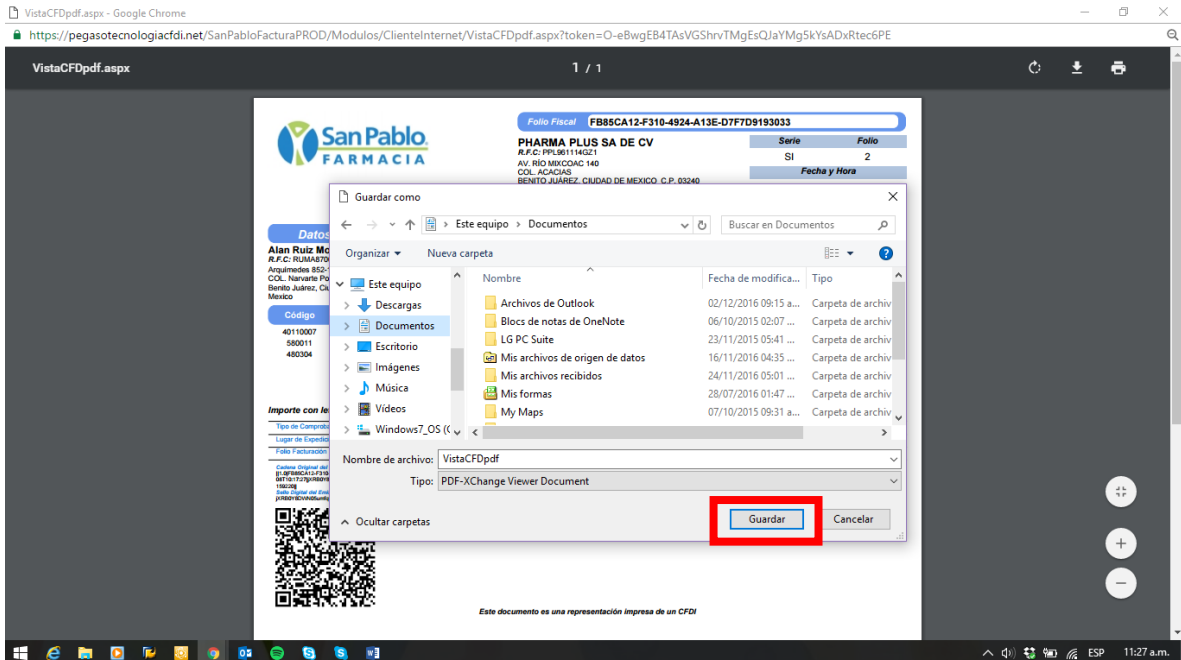 VistaCFDpdf.aspx - Google Chrome
https://pegasotecnologiacfdi.net/SanPabloFacturaPROD/Modulos/ClienteInternet/VistaCFDpdf.aspx?token=O-eBwgEB4TAsVGShrvTMgEsQJaYMg5kYsADxRtec6PE
VistaCFDpdf.aspx 1 / 1
San Pablo
FARMACIA
Folio Fiscal FB85CA12-F310-4924-A13E-D7F7D9193033
PHARMA PLUS SA DE CV
R.F.C: PPL961114GZ1
AV. RÍO MIXCOAC 140
COL. ACACIAS
BENITO JUÁREZ. CIUDAD DE MEXICO C.P. 03240
Serie Folio
SI 2
Fecha y Hora
Datos
Alan Ruiz
R.F.C:
Arquimedes
COL. Narvarte
Benito Juárez,
Mexico
Código
40110007
580011
480304
Importe con
Tipo de
Lugar de
Folio
Cadena Original del
Guardar como
Este equipo > Documentos
Buscar en Documentos
Organizar Nueva carpeta
Este equipo
Descargas
Documentos
Escritorio
Imágenes
Música
Vídeos
Windows7_OS (
Nombre Fecha de modifica... Tipo
Archivos de Outlook 02/12/2016 09:15 a... Carpeta de archiv
Blocs de notas de OneNote 06/10/2015 02:07 ... Carpeta de archiv
LG PC Suite 23/11/2015 05:41 ... Carpeta de archiv
Mis archivos de origen de datos 16/11/2016 04:35 ... Carpeta de archiv
Mis archivos recibidos 24/11/2016 05:01 ... Carpeta de archiv
Mis formas 28/07/2016 01:47 ... Carpeta de archiv
My Maps 07/10/2015 09:31 a... Carpeta de archiv
Nombre de archivo: VistaCFDpdf
Tipo: PDF-XChange Viewer Document
Ocultar carpetas
Guardar Cancelar
Este documento es una representación impresa de un CFDI
ESP 11:27 a.m.